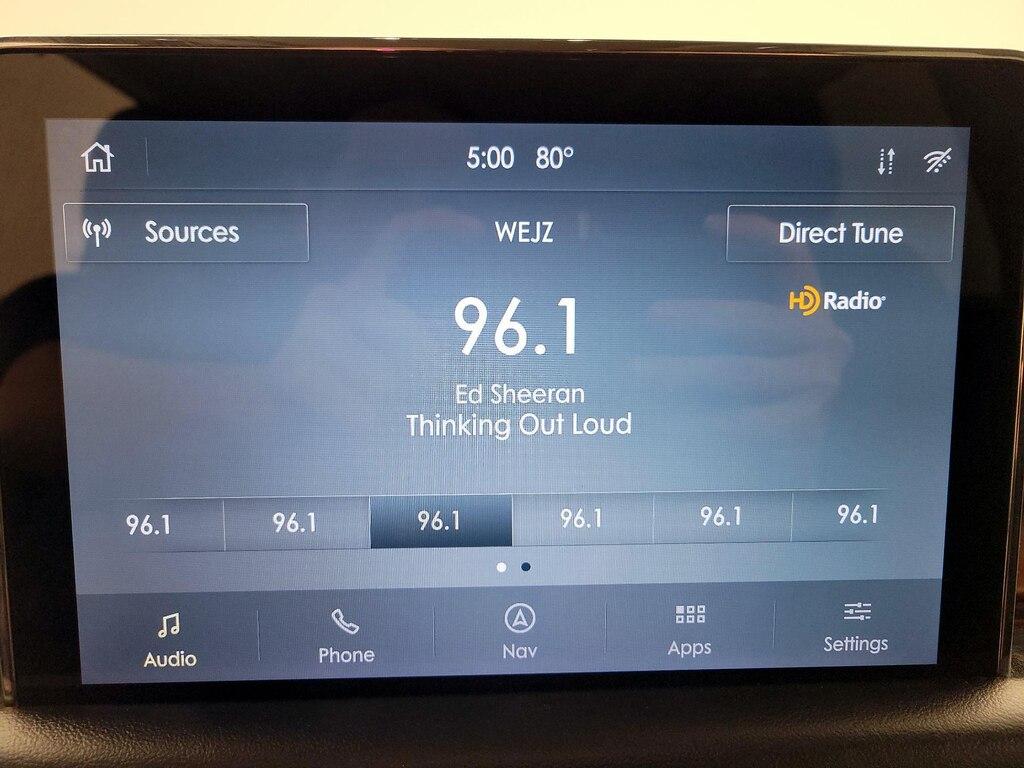 5:00 80°
Sources
WEJZ
Direct Tune
HD Radio®
96.1
Ed Sheeran
Thinking Out Loud
96.1 96.1 96.1 96.1 96.1 96.1
Audio Phone Nav Apps Settings